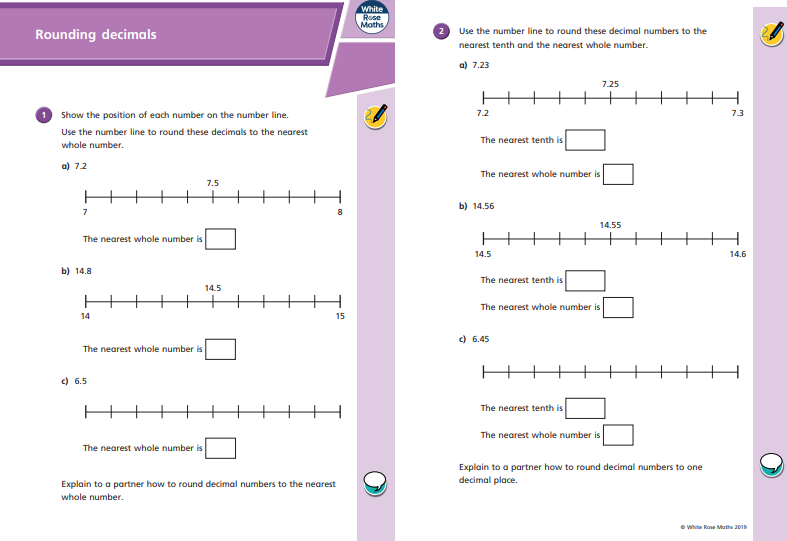 Rounding decimals
White
Rose
Maths
1 Show the position of each number on the number line.
Use the number line to round these decimals to the nearest
whole number.
a) 7.2
7.5
7 8
The nearest whole number is
b) 14.8
14.5
14 15
The nearest whole number is
c) 6.5
The nearest whole number is
Explain to a partner how to round decimal numbers to the nearest
whole number.
2 Use the number line to round these decimal numbers to the
nearest tenth and the nearest whole number.
a) 7.23
7.25
7.2 7.3
The nearest tenth is
The nearest whole number is
b) 14.56
14.55
14.5 14.6
The nearest tenth is
The nearest whole number is
c) 6.45
The nearest tenth is
The nearest whole number is
Explain to a partner how to round decimal numbers to one
decimal place.
© White Rose Maths 2019